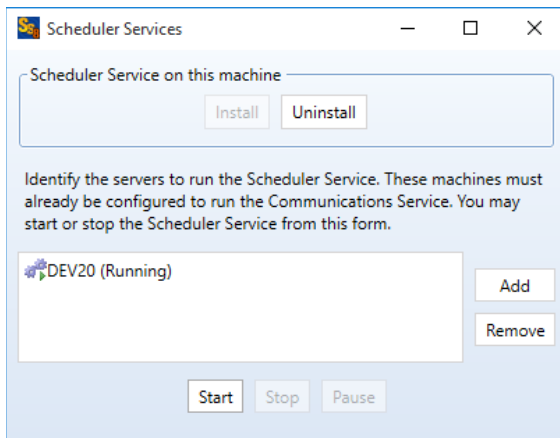 Scheduler Services
Scheduler Service on this machine
Install Uninstall
Identify the servers to run the Scheduler Service. These machines must
already be configured to run the Communications Service. You may
start or stop the Scheduler Service from this form.
DEV20 (Running)
Add
Remove
Start Stop Pause